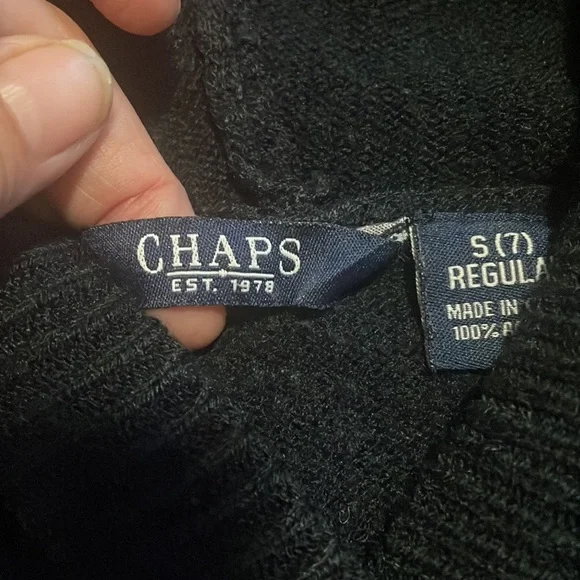 CHAPS
EST. 1978
S (7)
REGULA
MADE IN
100%